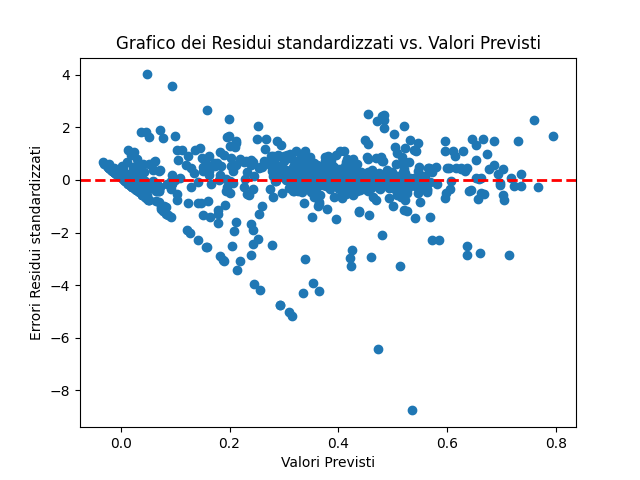 Grafico dei Residui standardizzati vs. Valori Previsti
Errori Residui standardizzati
4
2
0
−2
−4
−6
−8
0.0 0.2 0.4 0.6 0.8
Valori Previsti